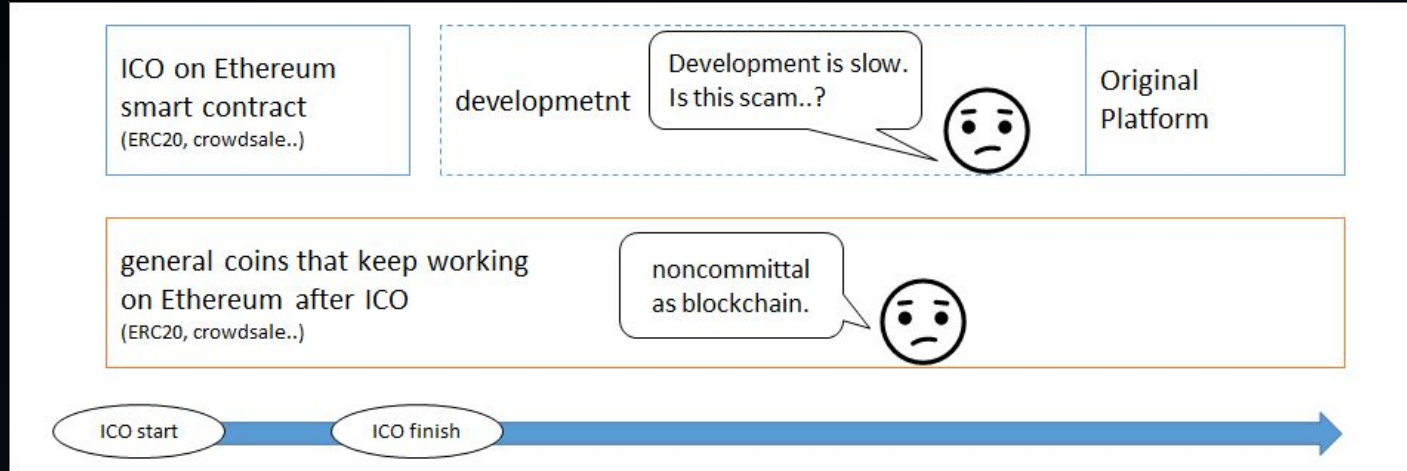 ICO on Ethereum
smart contract
(ERC20, crowdsale..)
developmetnt
Development is slow.
Is this scam..?
Original
Platform
general coins that keep working
on Ethereum after ICO
(ERC20, crowdsale..)
noncommittal
as blockchain.
ICO start
ICO finish